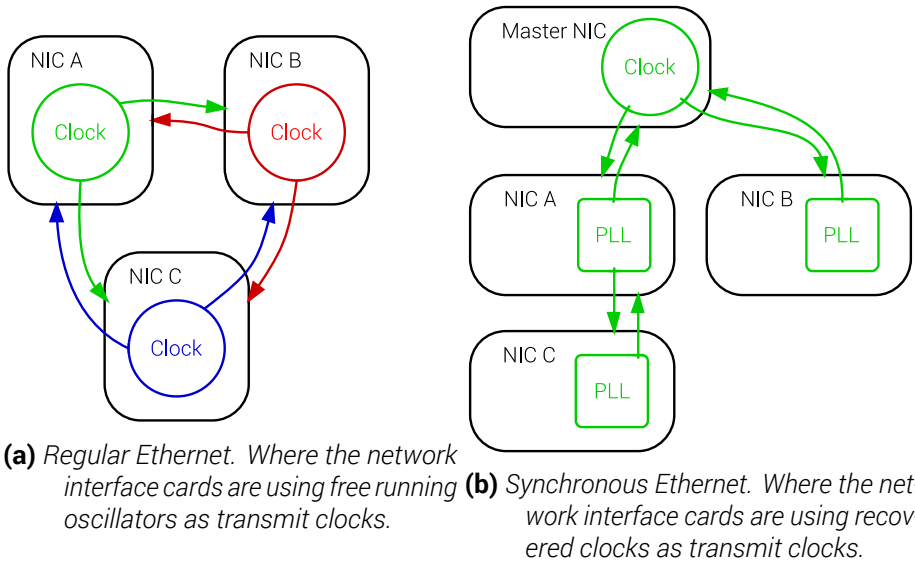 NIC A
Clock
NIC B
Clock
NIC C
Clock
(a) Regular Ethernet. Where the network
interface cards are using free running
oscillators as transmit clocks.
Master NIC
Clock
NIC A
PLL
NIC B
PLL
NIC C
PLL
(b) Synchronous Ethernet. Where the net-
work interface cards are using recov-
ered clocks as transmit clocks.